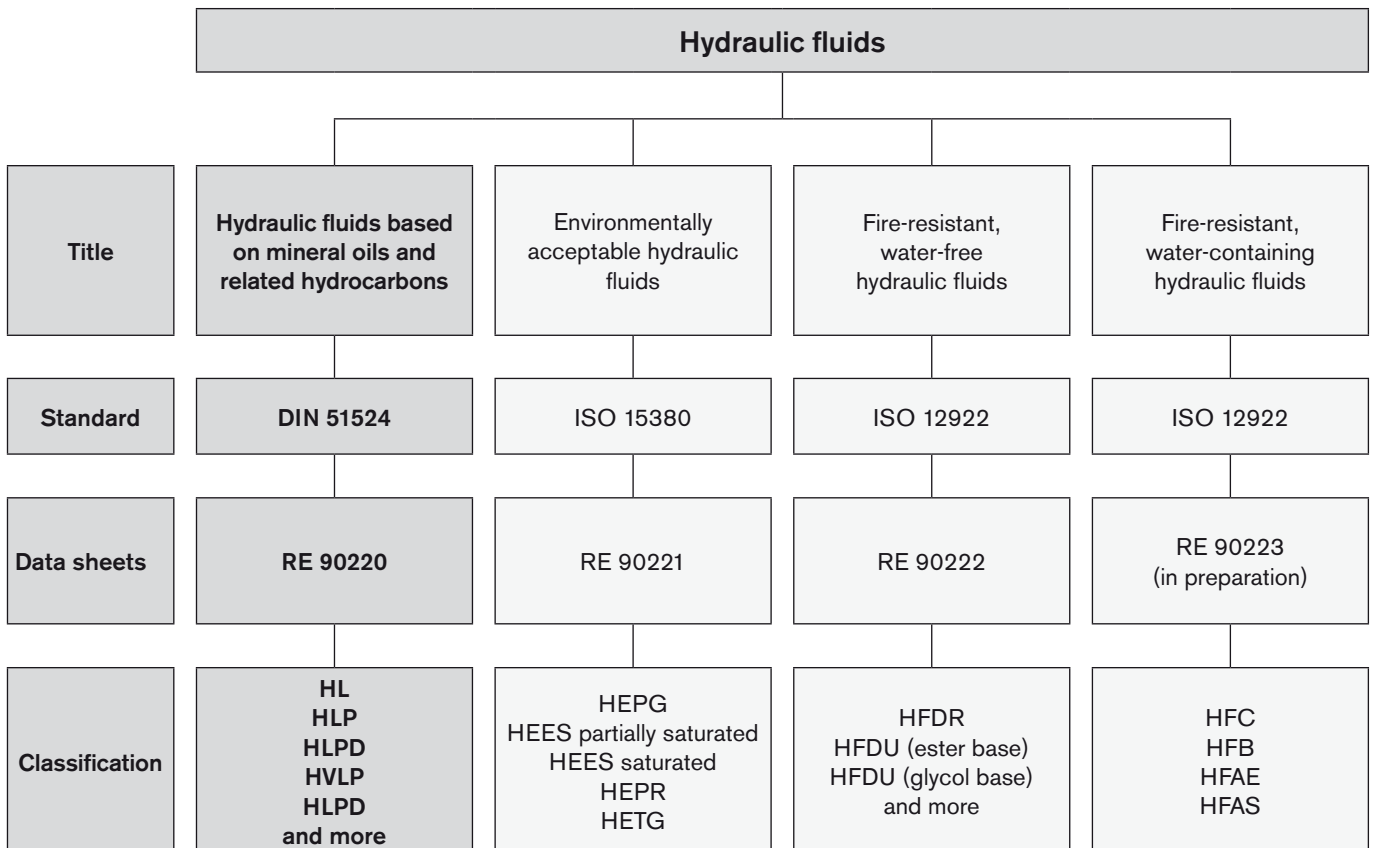 Hydraulic fluids
Title
Hydraulic fluids based
on mineral oils and
related hydrocarbons
Environmentally
acceptable hydraulic
fluids
Fire-resistant,
water-free
hydraulic fluids
Fire-resistant,
water-containing
hydraulic fluids
Standard
DIN 51524
ISO 15380
ISO 12922
ISO 12922
Data sheets
RE 90220
RE 90221
RE 90222
RE 90223
(in preparation)
Classification
HL
HLP
HLPD
HVLP
HLPD
and more
HEPG
HEES partially saturated
HEES saturated
HEPR
HETG
HFDR
HFDU (ester base)
HFDU (glycol base)
and more
HFC
HFB
HFAE
HFAS